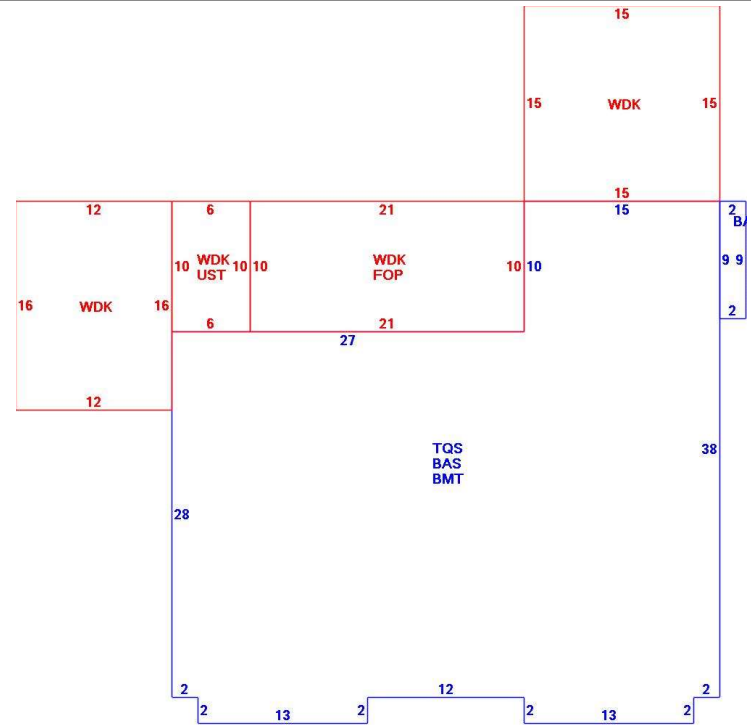 15
15 WDK 15
15
12 6 21 15 2
BA
10 WDK 10 10 WDK 10 10 9 9
UST FOP
16 WDK 16
6 21 2
27
12
TQS 38
BAS
BMT
28
2 12 2
2 13 2 2 13 2